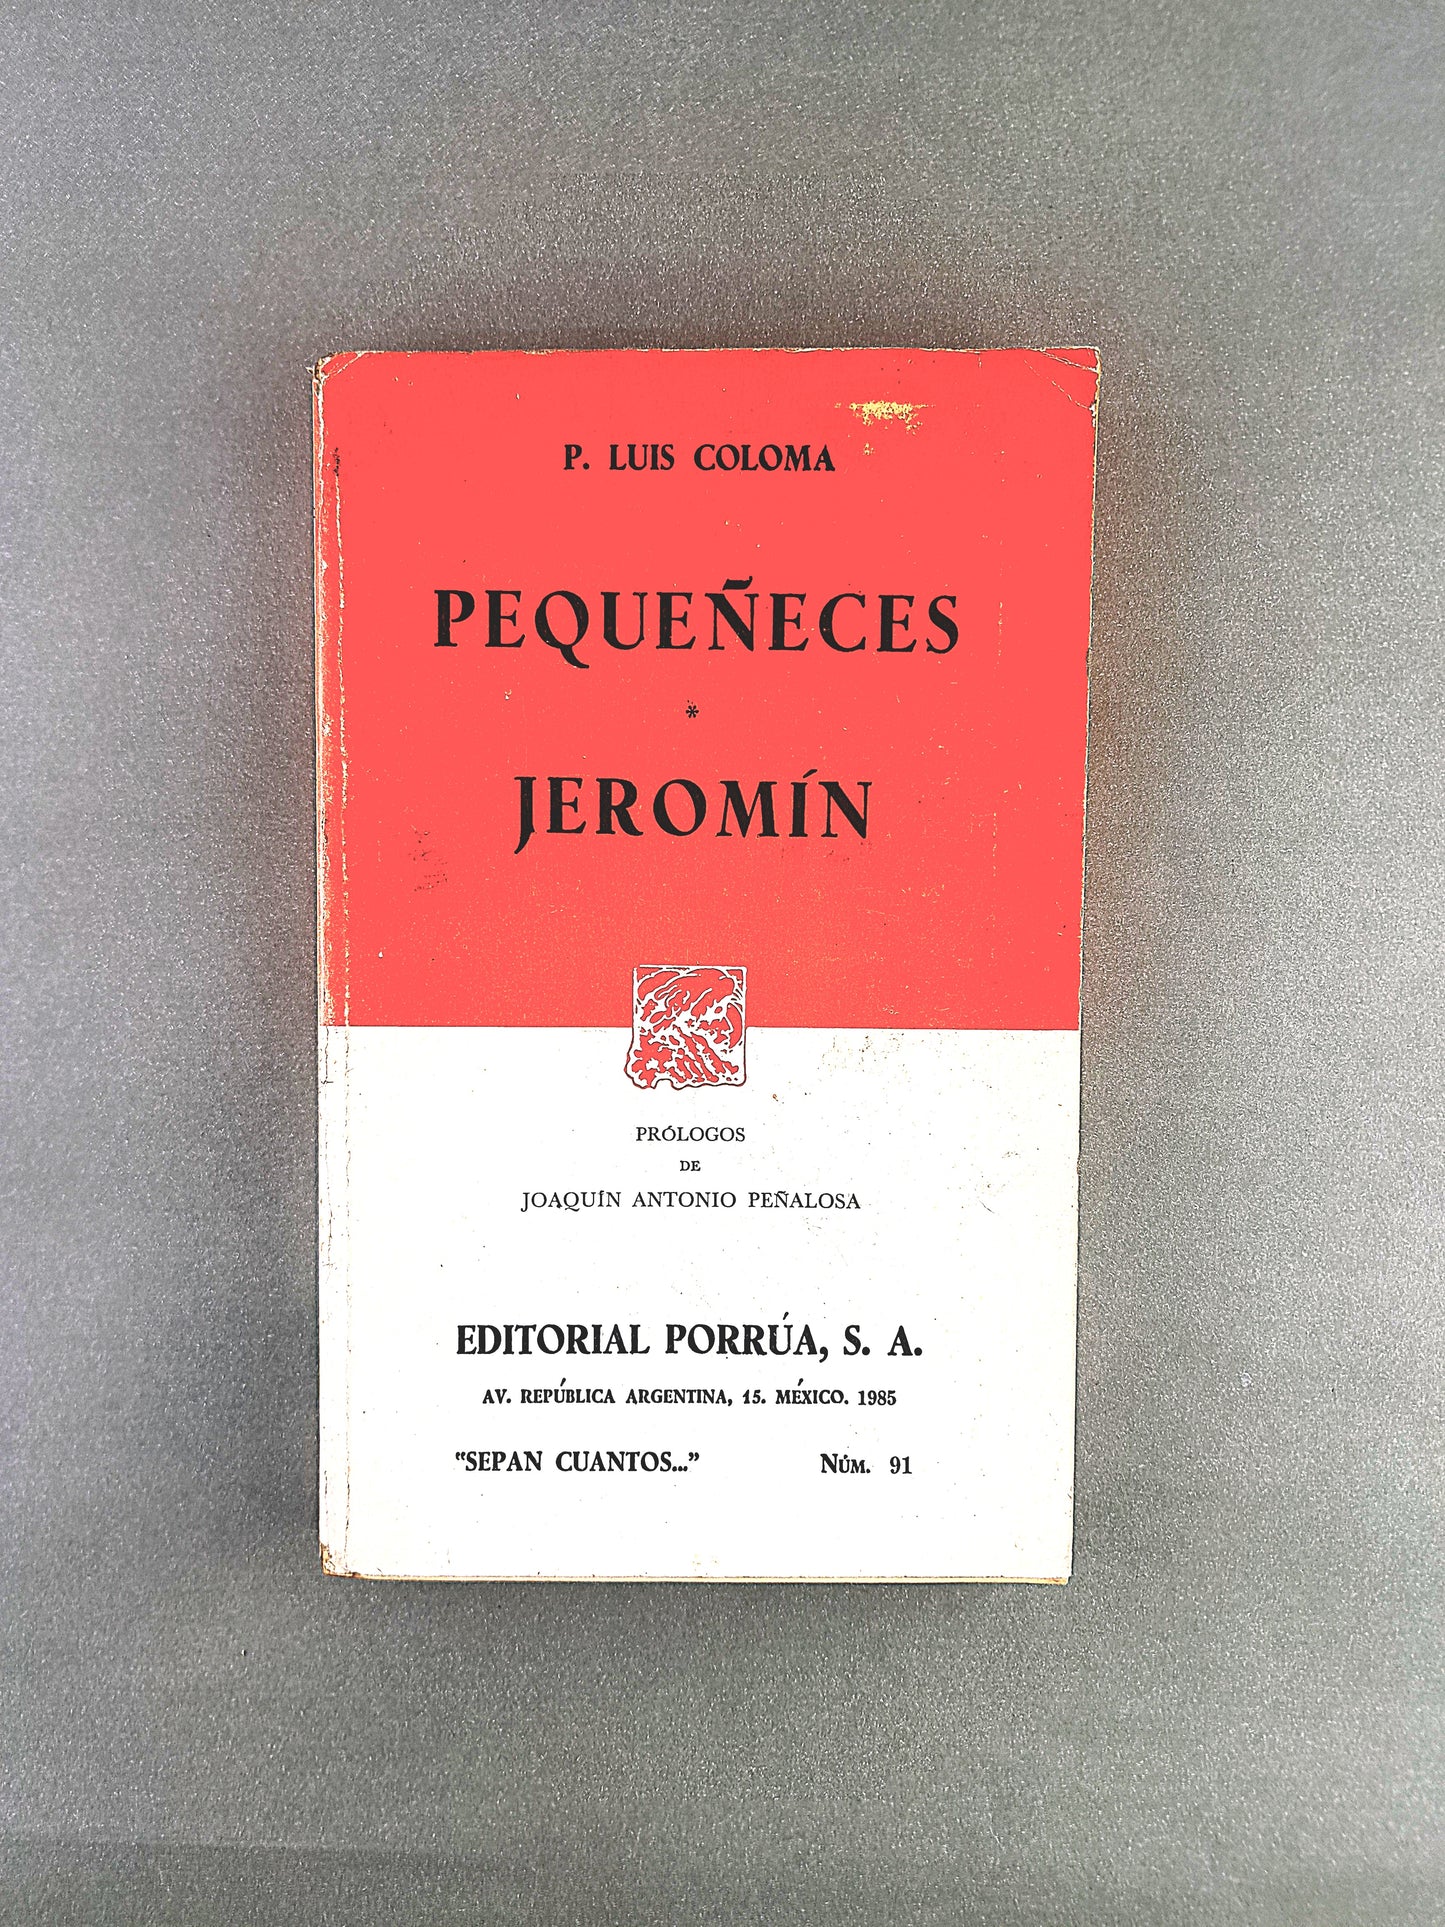 P. LUIS COLOMA
PEQUEÑECES
*
JEROMÍN
PRÓLOGOS
DE
JOAQUÍN ANTONIO PEÑALOSA
EDITORIAL PORRÚA, S. A.
AV. REPÚBLICA ARGENTINA, 15. MÉXICO. 1985
"SEPAN CUANTOS..." NÚM. 91